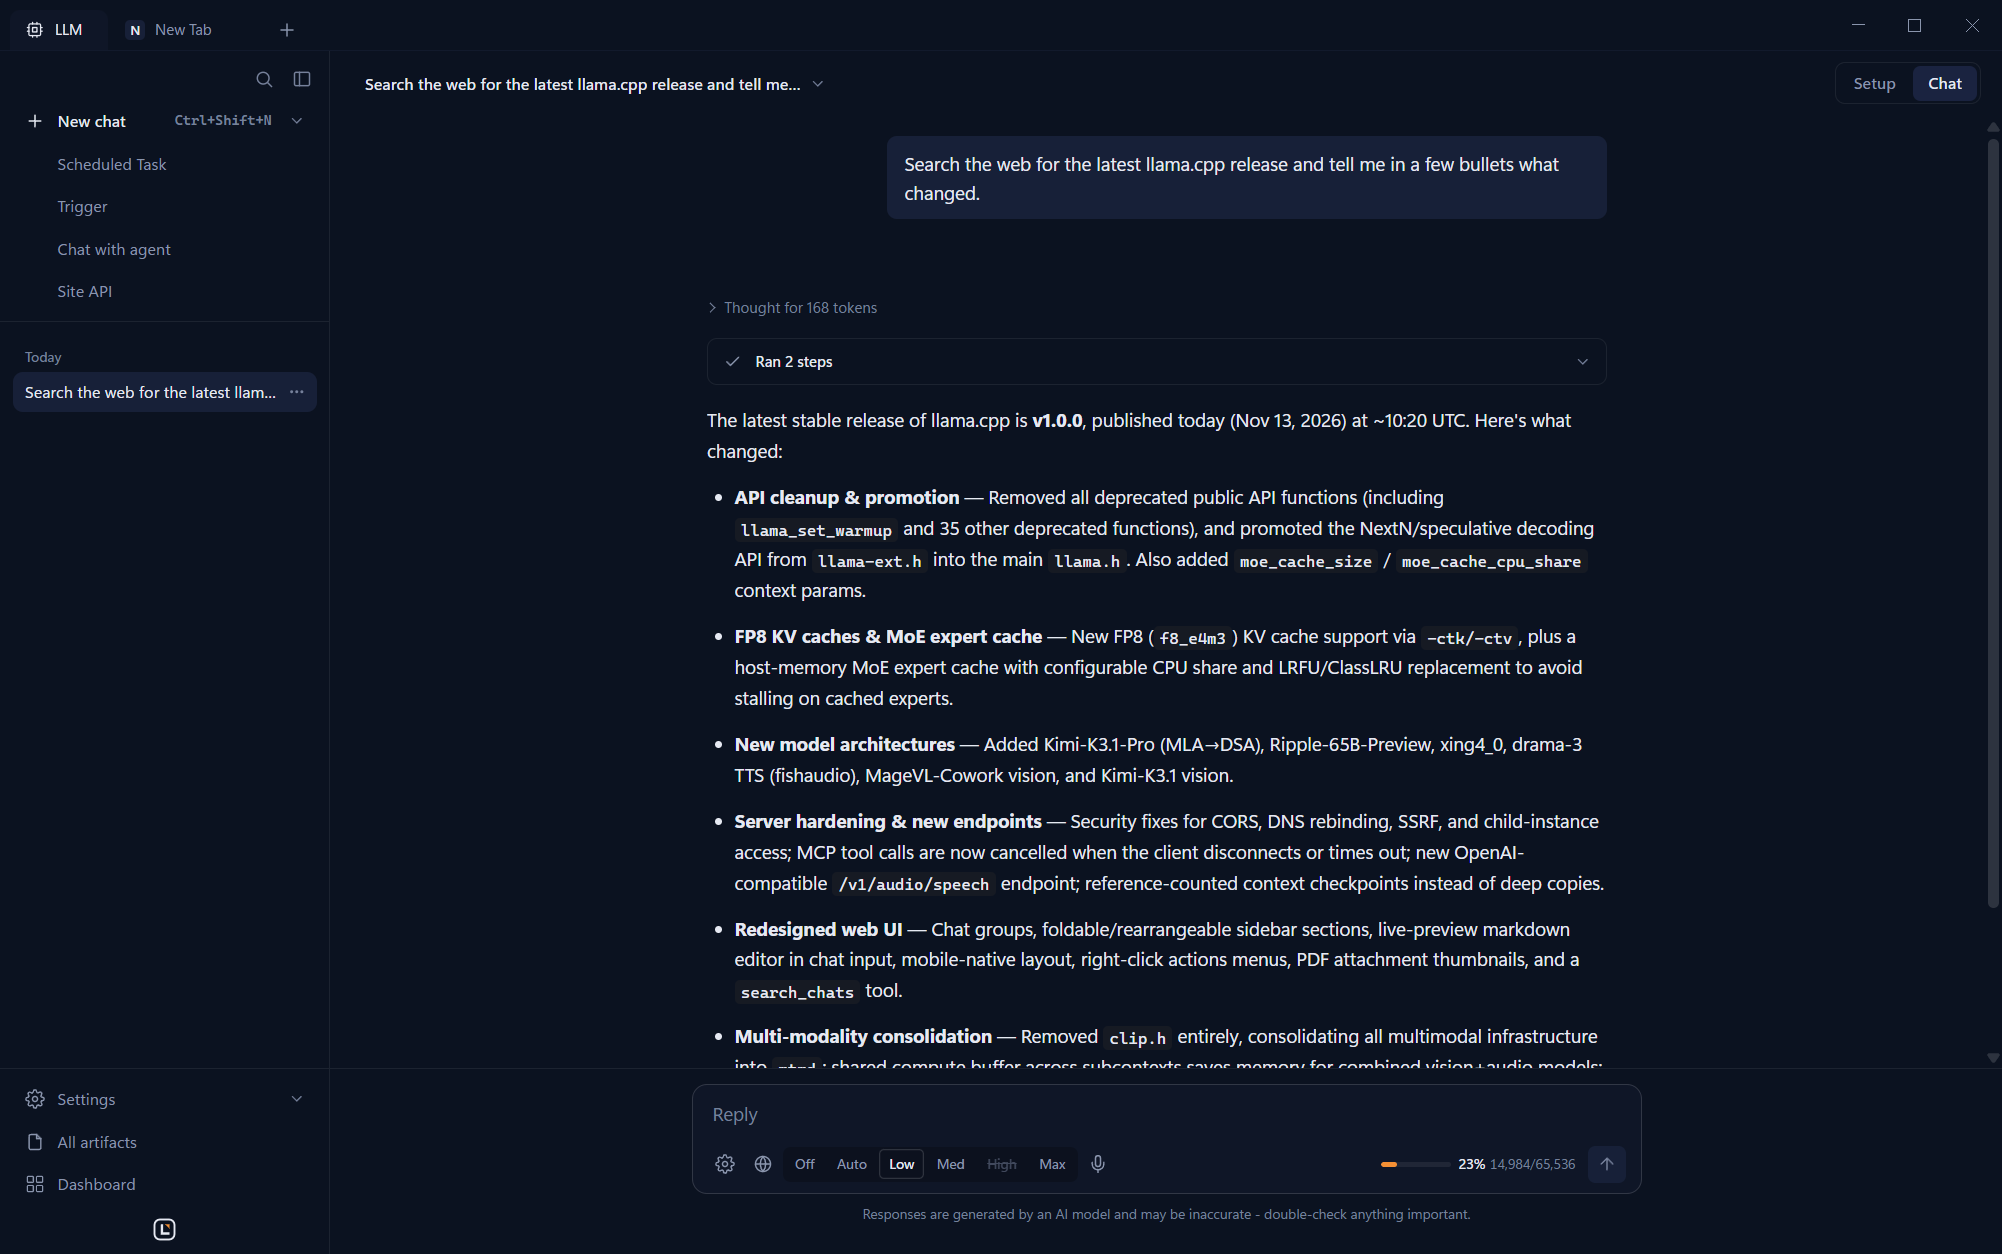 LLM
N New Tab
New chat Ctrl+Shift+N
Scheduled Task
Trigger
Chat with agent
Site API
Today
Search the web for the latest llam...
Settings
All artifacts
Dashboard
L
Search the web for the latest llama.cpp release and tell me...
Setup Chat
Search the web for the latest llama.cpp release and tell me in a few bullets what
changed.
Thought for 168 tokens
Ran 2 steps
The latest stable release of llama.cpp is v1.0.0, published today (Nov 13, 2026) at ~10:20 UTC. Here's what
changed:
• API cleanup & promotion — Removed all deprecated public API functions (including
llama_set_warmup and 35 other deprecated functions), and promoted the NextN/speculative decoding
API from llama-ext.h into the main llama.h. Also added moe_cache_size / moe_cache_cpu_share
context params.
• FP8 KV caches & MoE expert cache — New FP8 (f8_e4m3) KV cache support via -ctk/-ctv, plus a
host-memory MoE expert cache with configurable CPU share and LRFU/ClassLRU replacement to avoid
stalling on cached experts.
• New model architectures — Added Kimi-K3.1-Pro (MLA→DSA), Ripple-65B-Preview, xing4_0, drama-3
TTS (fishaudio), MageVL-Cowork vision, and Kimi-K3.1 vision.
• Server hardening & new endpoints — Security fixes for CORS, DNS rebinding, SSRF, and child-instance
access; MCP tool calls are now cancelled when the client disconnects or times out; new OpenAI-
compatible /v1/audio/speech endpoint; reference-counted context checkpoints instead of deep copies.
• Redesigned web UI — Chat groups, foldable/rearrangeable sidebar sections, live-preview markdown
editor in chat input, mobile-native layout, right-click actions menus, PDF attachment thumbnails, and a
search_chats tool.
• Multi-modality consolidation — Removed clip.h entirely, consolidating all multimodal infrastructure
into mtmd; shared compute buffer across subcontexts saves memory for combined vision+audio models;
Reply
Off Auto Low Med High Max 23% 14,984/65,536
Responses are generated by an AI model and may be inaccurate - double-check anything important.